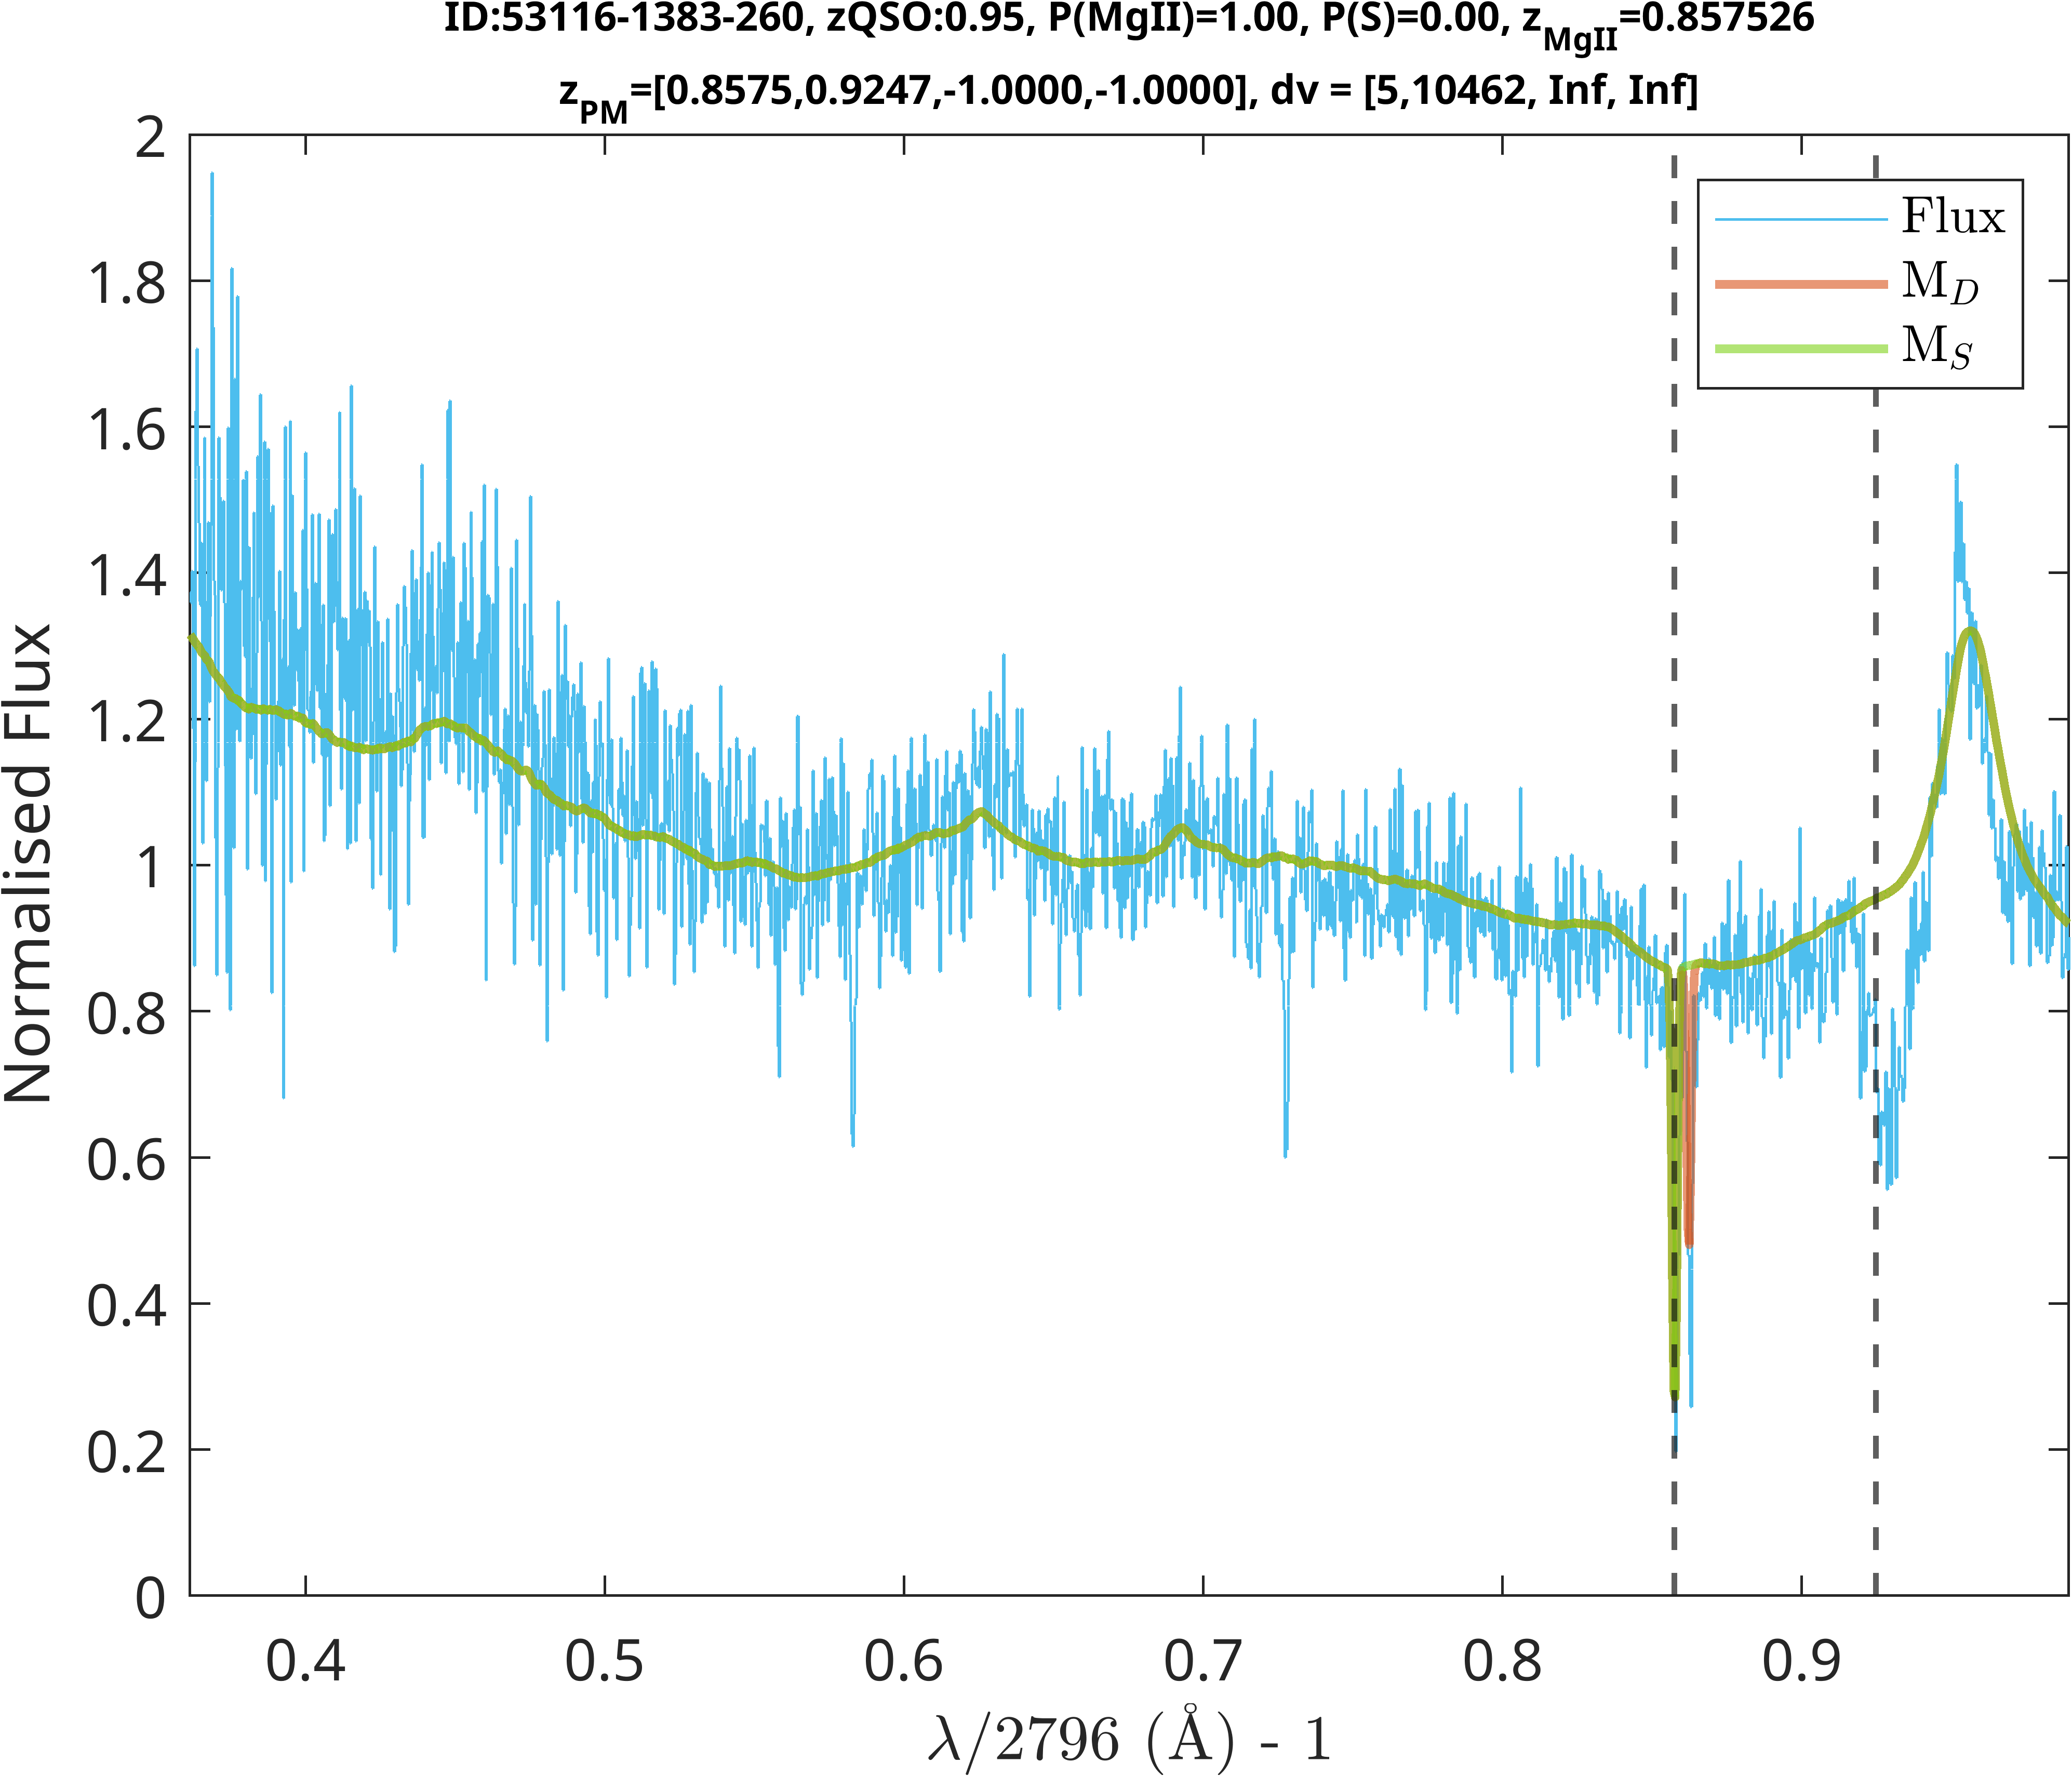 ID:53116-1383-260, zQSO:0.95, P(MgII)=1.00, P(S)=0.00, zMgII=0.857526
zPM=[0.8575,0.9247,-1.0000,-1.0000], dv = [5,10462, Inf, Inf]
2
1.8
1.6
1.4
1.2
1
0.8
0.6
0.4
0.2
0
Normalised Flux
Flux
MD
MS
0.4 0.5 0.6 0.7 0.8 0.9
λ/2796 (Å) - 1